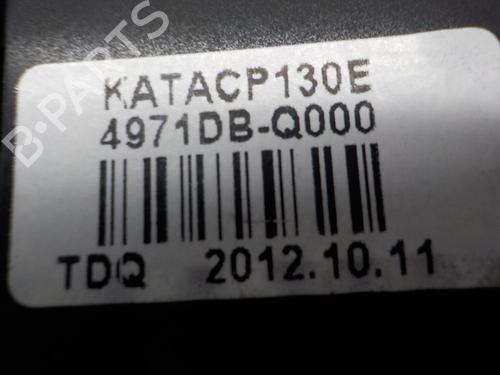 KATACP130E
4971DB-Q000
TDQ 2012.10.11
B-PARTS